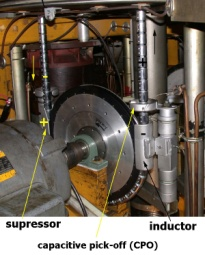 supressor
inductor
capacitive pick-off (CPO)